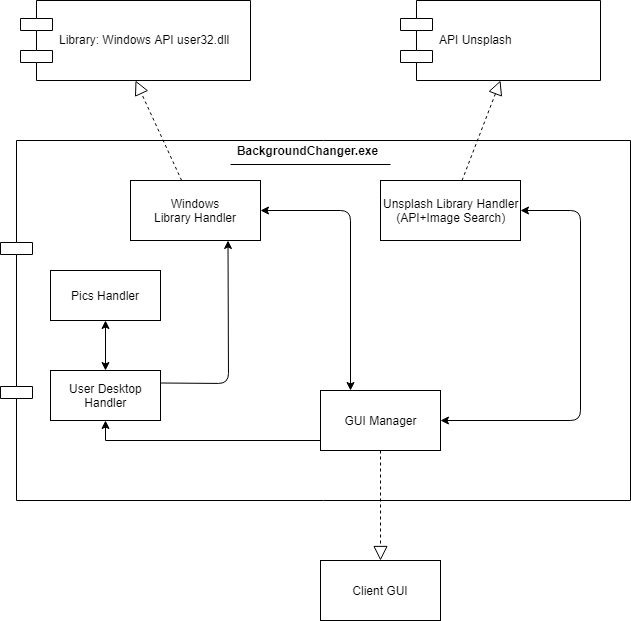 Library: Windows API user32.dll
API Unsplash
BackgroundChanger.exe
Windows
Library Handler
Unsplash Library Handler
(API+Image Search)
Pics Handler
User Desktop
Handler
GUI Manager
Client GUI